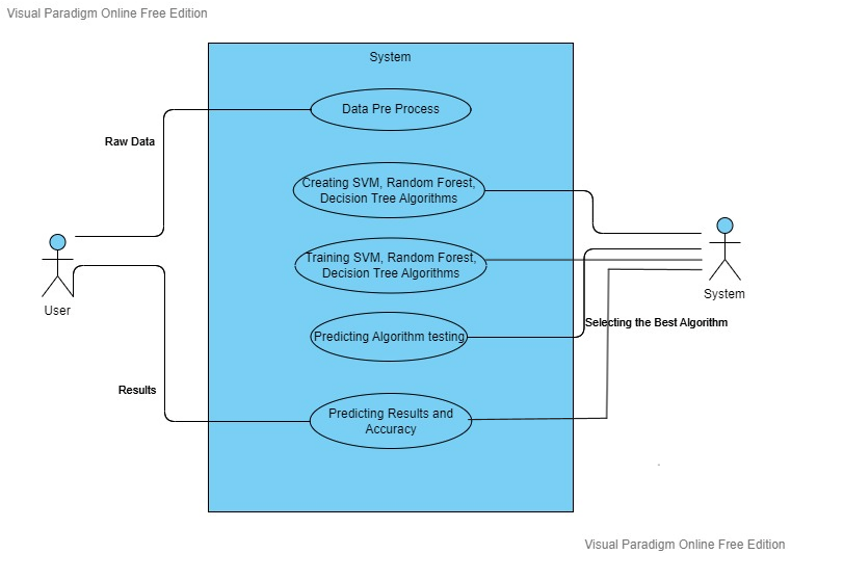 Visual Paradigm Online Free Edition
System
Data Pre Process
Raw Data
Creating SVM, Random Forest,
Decision Tree Algorithms
Training SVM, Random Forest,
Decision Tree Algorithms
User
System
Selecting the Best Algorithm
Predicting Algorithm testing
Results
Predicting Results and
Accuracy
Visual Paradigm Online Free Edition